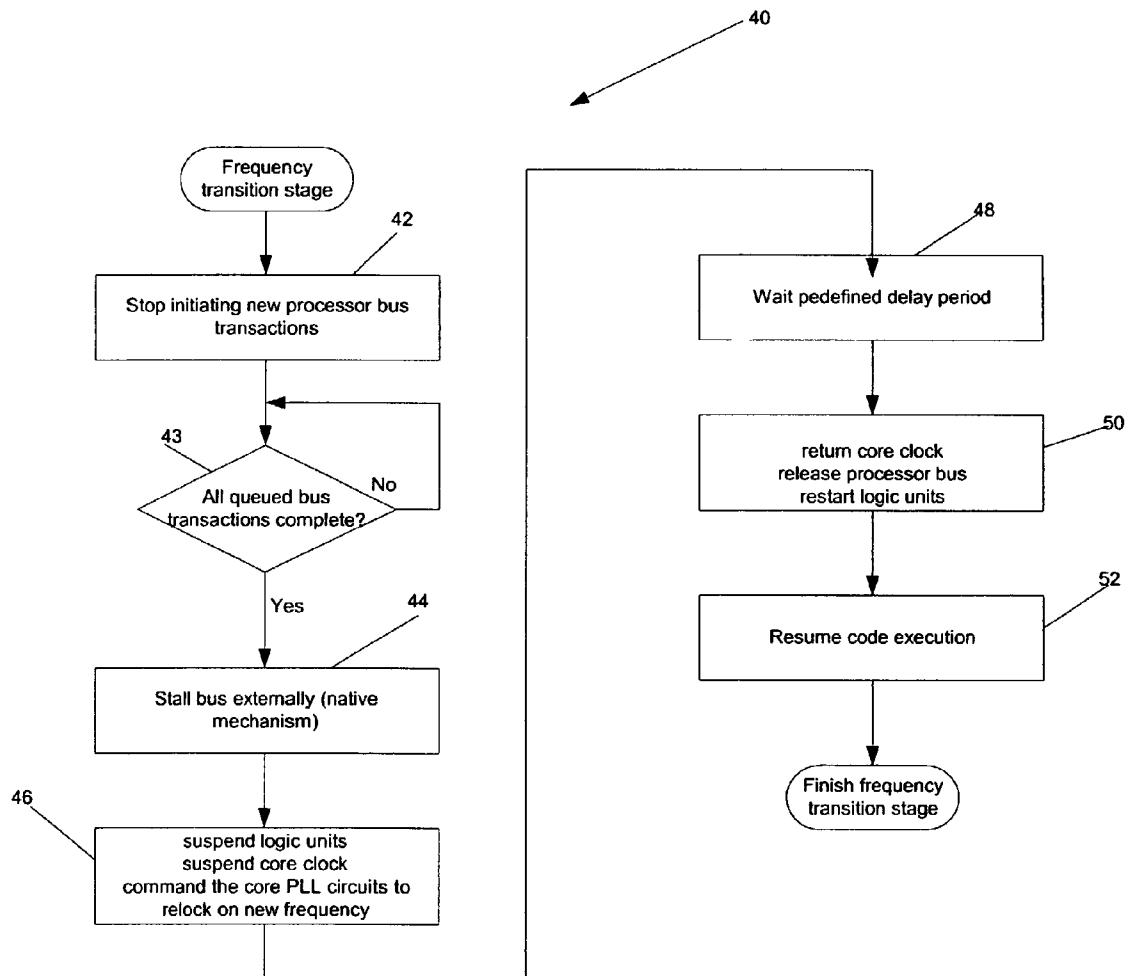 40
Frequency
transition stage
42
Stop initiating new processor bus
transactions
43
All queued bus
transactions complete?
No
Yes
44
Stall bus externally (native
mechanism)
46
suspend logic units
suspend core clock
command the core PLL circuits to
relock on new frequency
48
Wait pedefined delay period
50
return core clock
release processor bus
restart logic units
52
Resume code execution
Finish frequency
transition stage